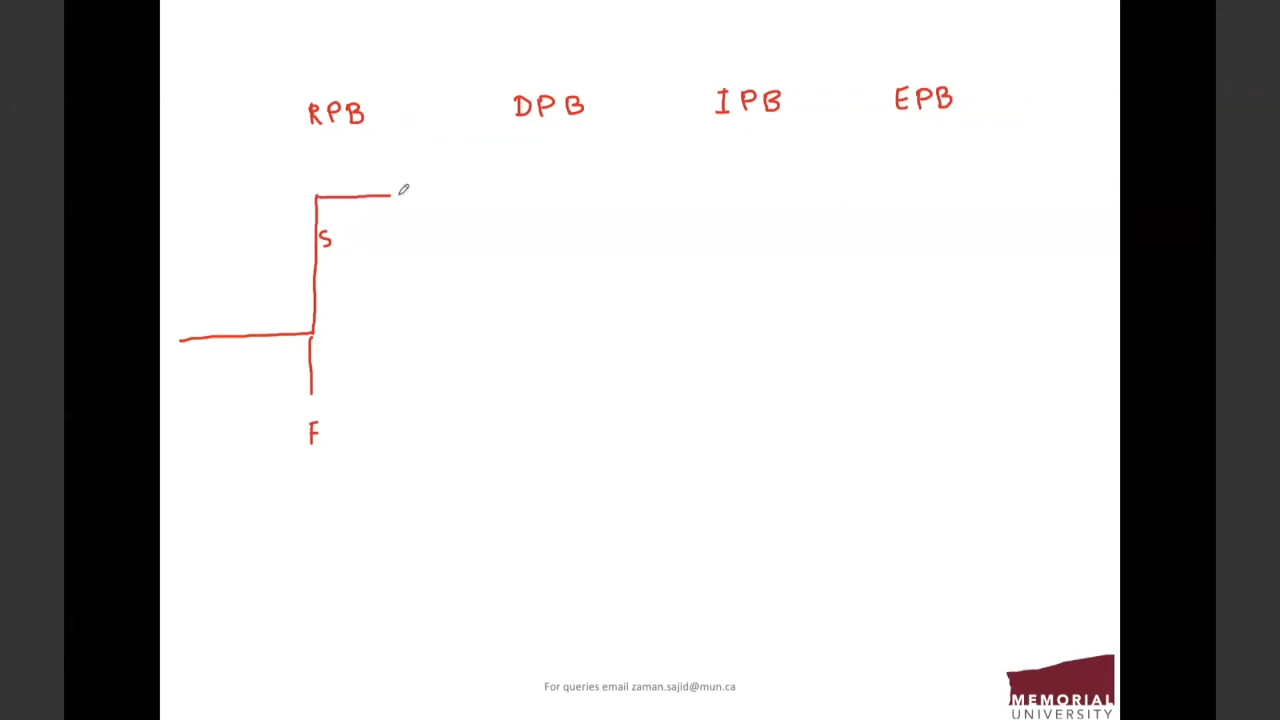 RPB DPB IPB EPB
S
F
For queries email zaman.sajid@mun.ca
MEMORIAL
UNIVERSITY